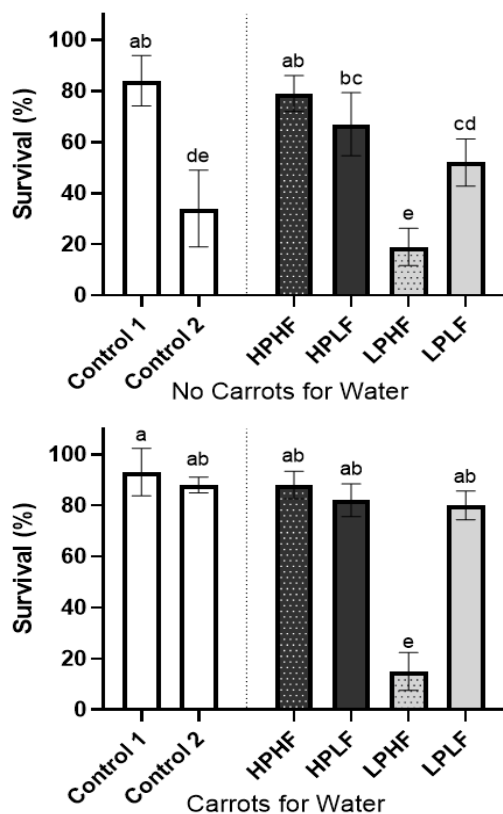 Survival (%)
100
80
60
40
20
0
ab
de
ab
bc
e
cd
Control 1
Control 2
HPHF
HPLF
LPHF
LPLF
No Carrots for Water
Survival (%)
100
80
60
40
20
0
a
ab
ab
ab
e
ab
Control 1
Control 2
HPHF
HPLF
LPHF
LPLF
Carrots for Water